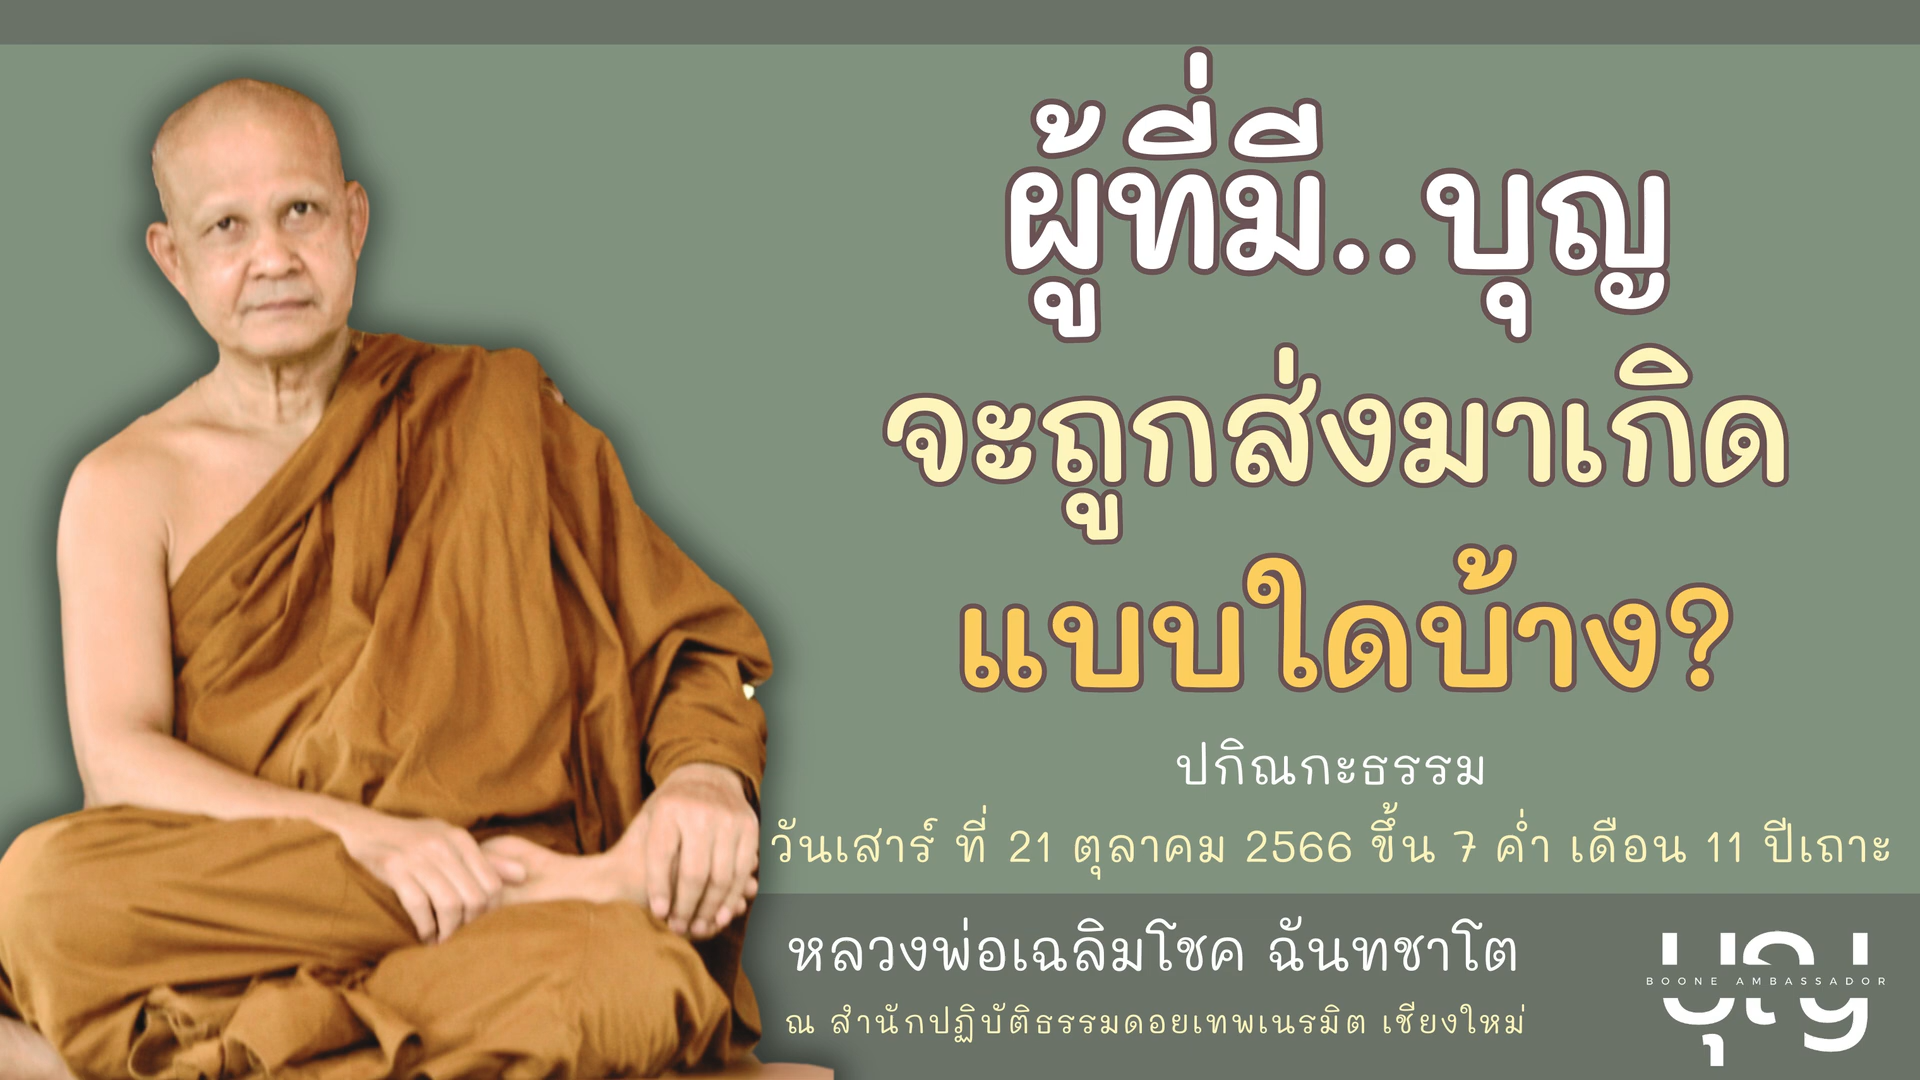 ผู้ที่มี..บุญ
จะถูกส่งมาเกิด
แบบใดบ้าง?
ปกิณกะธรรม
วันเสาร์ ที่ 21 ตุลาคม 2566 ขึ้น 7 ค่ำ เดือน 11 ปีเถาะ
หลวงพ่อเฉลิมโชค ฉันทชาโต
ณ สำนักปฏิบัติธรรมดอยเทพเนรมิต เชียงใหม่
บุญ
BOONE AMBASSADOR